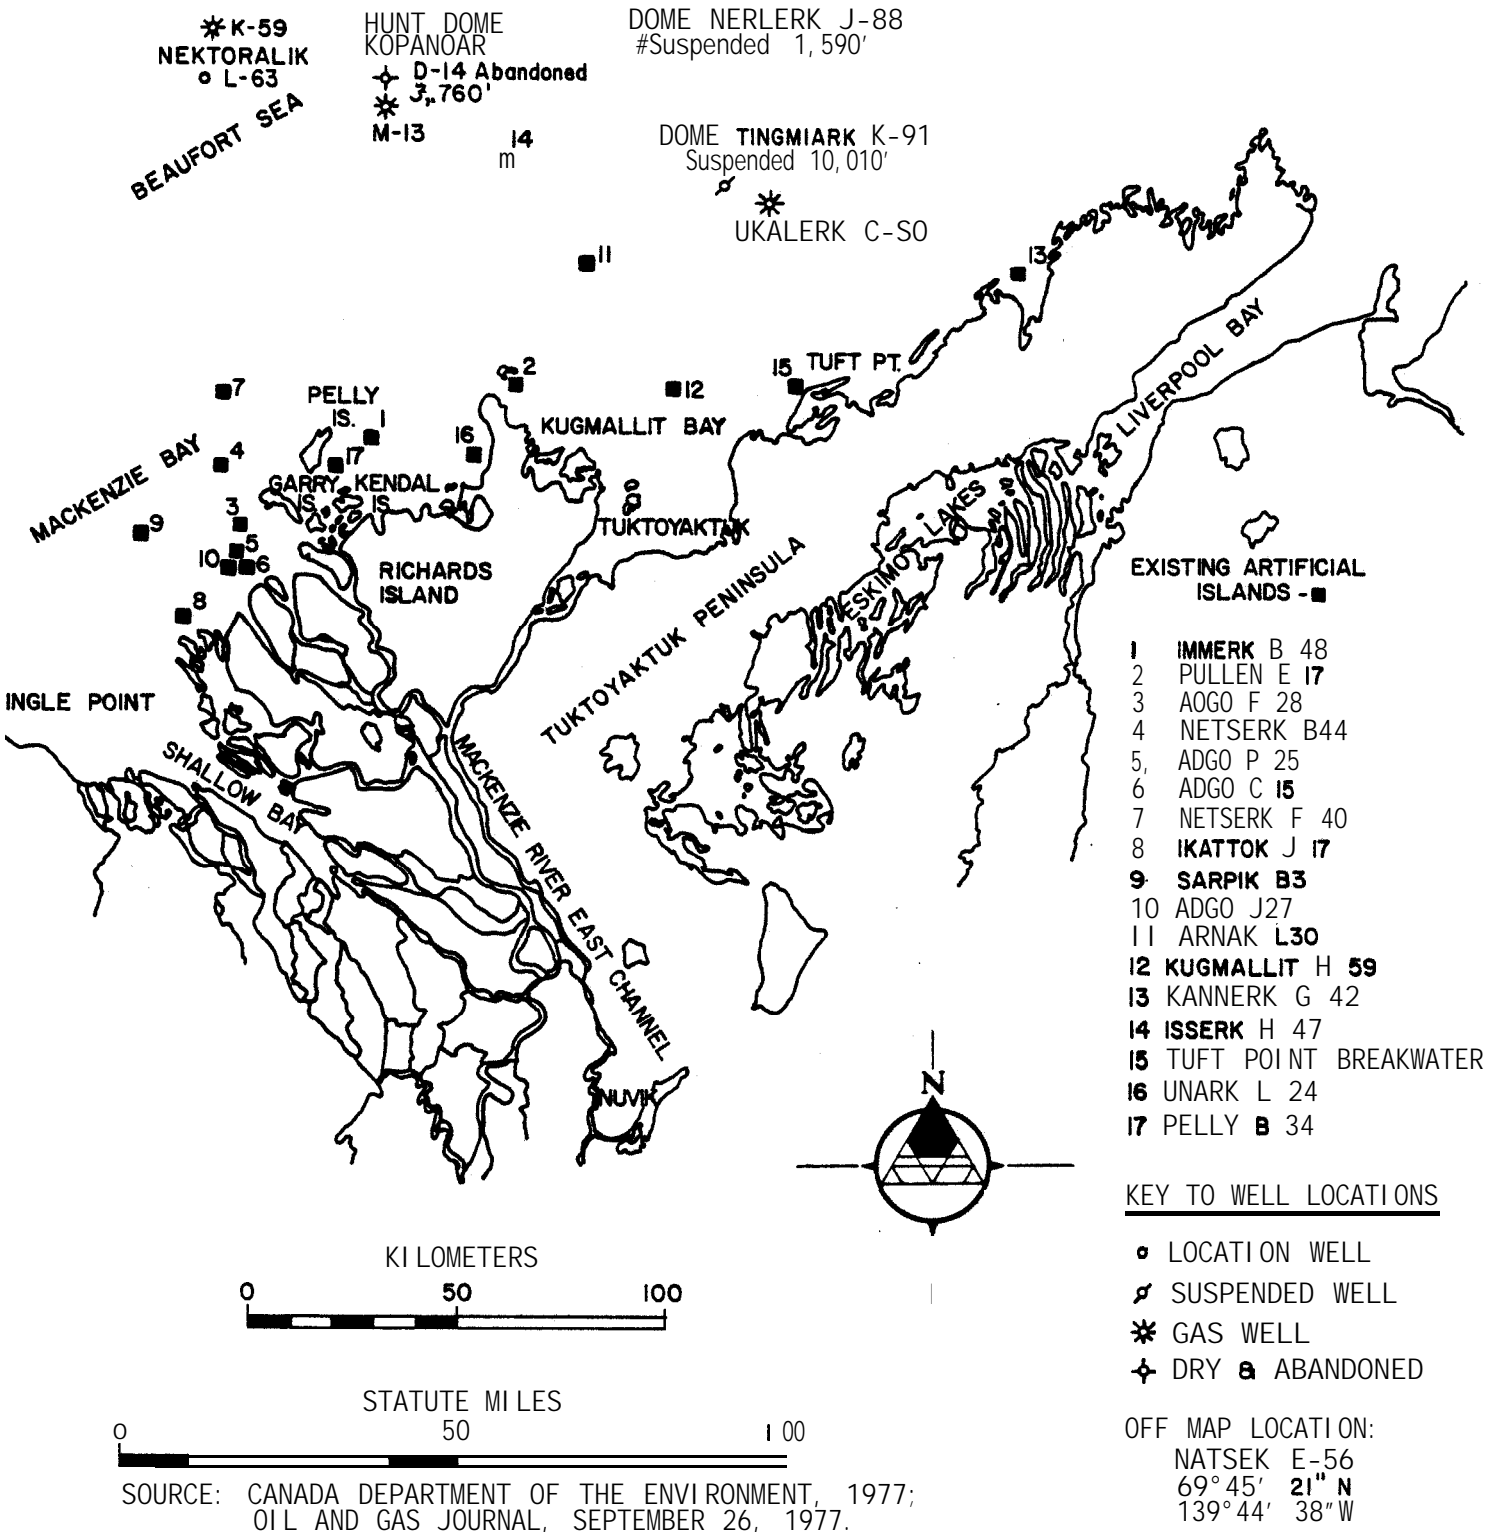 K-59
NEKTORALIK
L-63
HUNT DOME
KOPANOAR
D-14 Abandoned
3,760'
M-13
DOME NERLERK J-88
#Suspended 1,590'
14
m
DOME TINGMIARK K-91
Suspended 10,010'
UKALERK C-SO
BEAUFORT SEA
11
13
7
PELLY
IS.
1
2
12
15
TUFT PT.
LIVERPOOL BAY
16
KUGMALLIT BAY
MACKENZIE BAY
4
17
GARRY
IS.
KENDAL
IS.
3
9
5
10
6
8
TUKTOYAKTUK
RICHARDS
ISLAND
ESKIMO LAKES
TUKTOYAKTUK PENINSULA
INGLE POINT
SHALLOW BAY
MACKENZIE RIVER EAST CHANNEL
NUVIK
N
EXISTING ARTIFICIAL
ISLANDS -
1 IMMERK B 48
2 PULLEN E 17
3 AOGO F 28
4 NETSERK B44
5, ADGO P 25
6 ADGO C 15
7 NETSERK F 40
8 IKATTOK J 17
9 SARPIK B3
10 ADGO J27
11 ARNAK L30
12 KUGMALLIT H 59
13 KANNERK G 42
14 ISSERK H 47
15 TUFT POINT BREAKWATER
16 UNARK L 24
17 PELLY B 34
KEY TO WELL LOCATIONS
LOCATION WELL
SUSPENDED WELL
GAS WELL
DRY & ABANDONED
OFF MAP LOCATION:
NATSEK E-56
69°45' 21" N
139°44' 38" W
KILOMETERS
0 50 100
STATUTE MILES
0 50 100
SOURCE: CANADA DEPARTMENT OF THE ENVIRONMENT, 1977;
OIL AND GAS JOURNAL, SEPTEMBER 26, 1977.